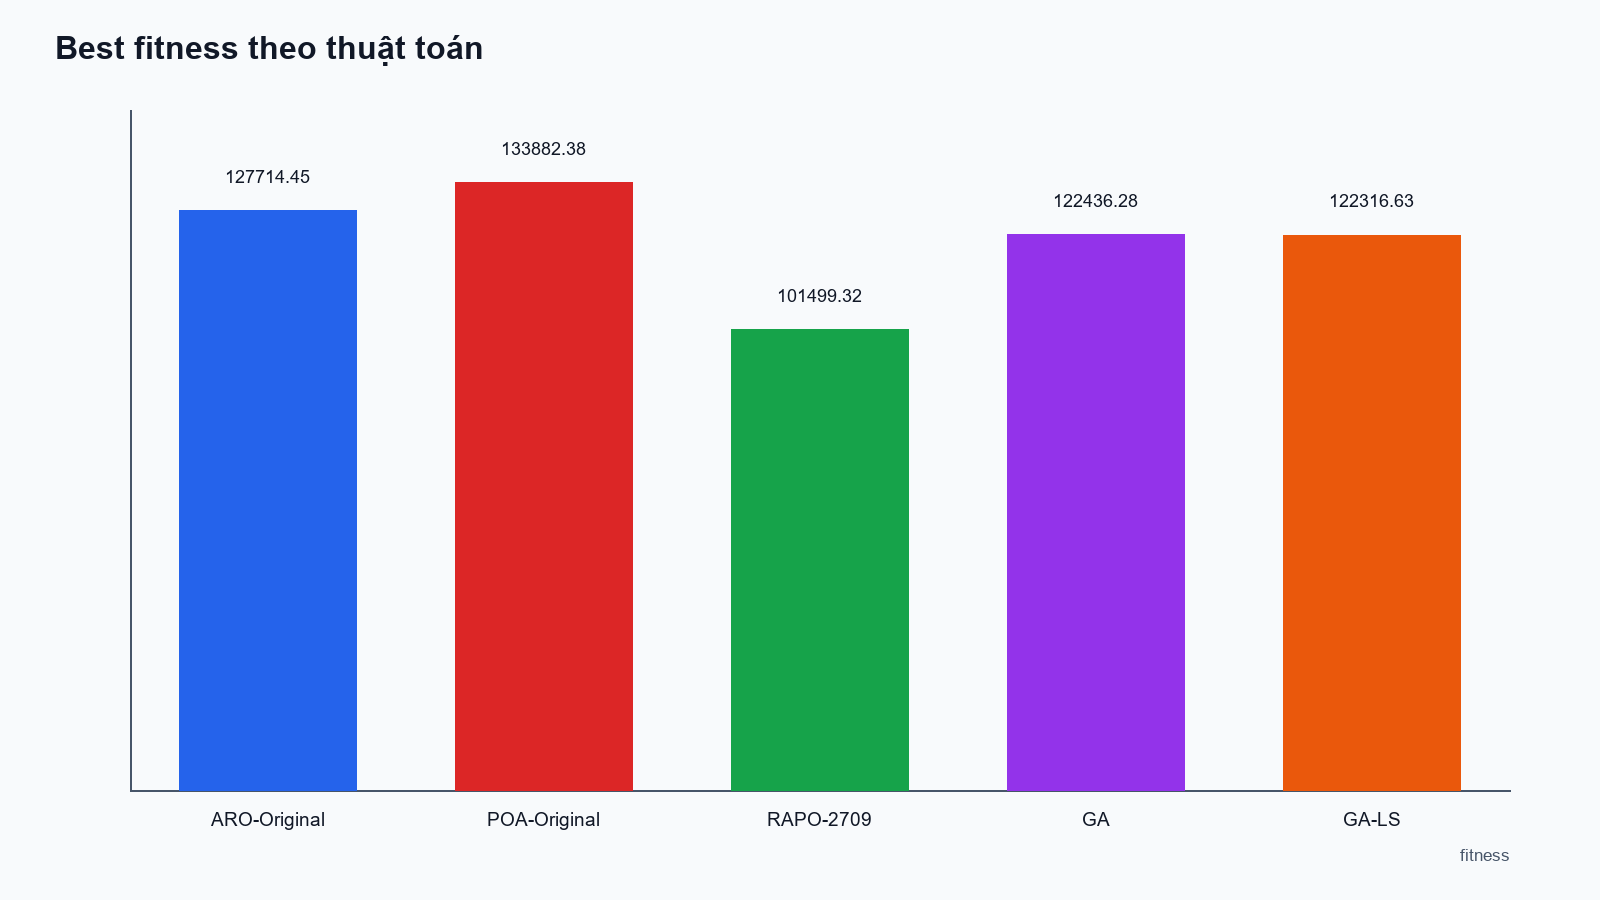 Best fitness theo thuật toán
133882.38
127714.45
122436.28
122316.63
101499.32
ARO-Original
POA-Original
RAPO-2709
GA
GA-LS
fitness